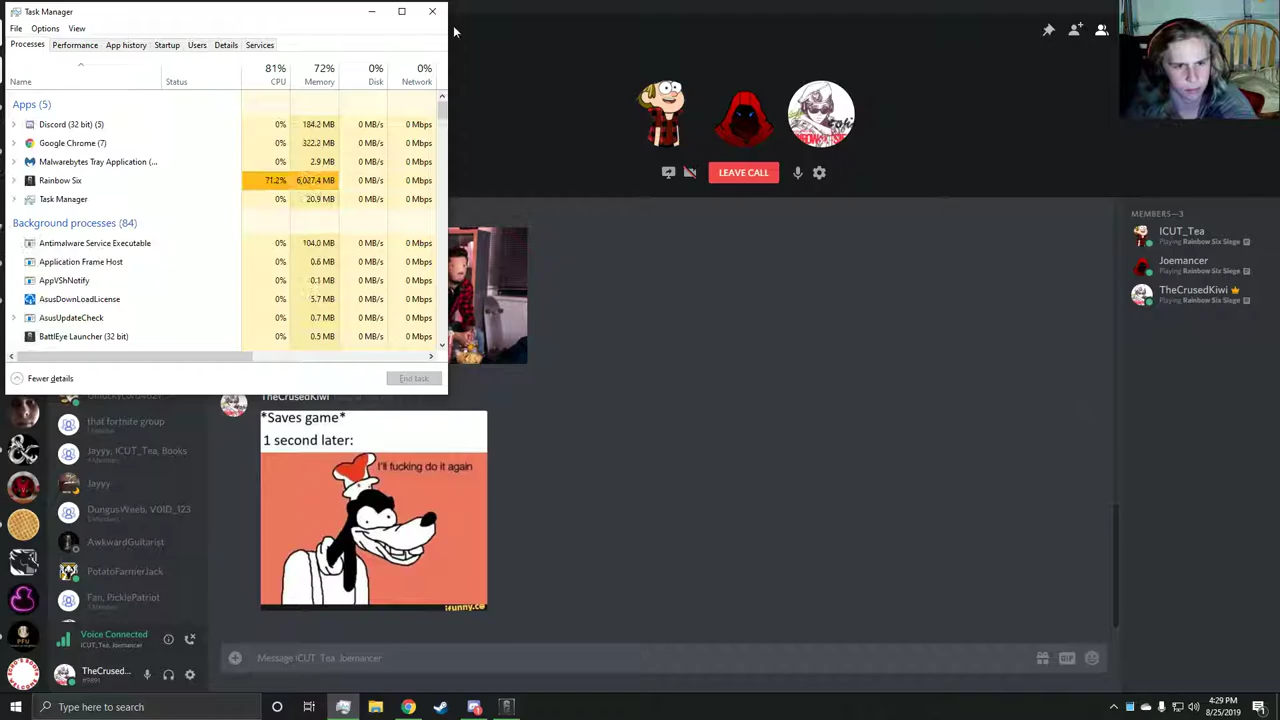 Task Manager
File Options View
Processes Performance App history Startup Users Details Services
81% 72% 0% 0%
Name Status CPU Memory Disk Network
Apps (5)
Discord (32 bit) (5) 0% 184.2 MB 0 MB/s 0 Mbps
Google Chrome (7) 0% 322.2 MB 0 MB/s 0 Mbps
Malwarebytes Tray Application (... 0% 2.9 MB 0 MB/s 0 Mbps
Rainbow Six 71.2% 6,027.4 MB 0 MB/s 0 Mbps
Task Manager 0% 20.9 MB 0 MB/s 0 Mbps
Background processes (84)
Antimalware Service Executable 0% 104.0 MB 0 MB/s 0 Mbps
Application Frame Host 0% 0.6 MB 0 MB/s 0 Mbps
AppVShNotify 0% 0.1 MB 0 MB/s 0 Mbps
AsusDownLoadLicense 0% 5.7 MB 0 MB/s 0 Mbps
AsusUpdateCheck 0% 0.7 MB 0 MB/s 0 Mbps
BattlEye Launcher (32 bit) 0% 0.5 MB 0 MB/s 0 Mbps
Fewer details End task
LEAVE CALL
MEMBERS—3
ICUT_Tea
Playing Rainbow Six Siege
Joemancer
Playing Rainbow Six Siege
TheCrusedKiwi
Playing Rainbow Six Siege
that fortnite group
Jayyy, ICUT_Tea, Books
Jayyy
DungusWeeb, V01D_123
AwkwardGuitarist
PotatoFarmerJack
Fan, PicklePatriot
Voice Connected
ICUT_Tea, Joemancer
TheCrused...
PFU
TheCrusedKiwi
*Saves game*
1 second later:
I'll fucking do it again
ifunny.co
Message ICUT_Tea, Joemancer
GIF
Type here to search
4:29 PM
8/25/2019